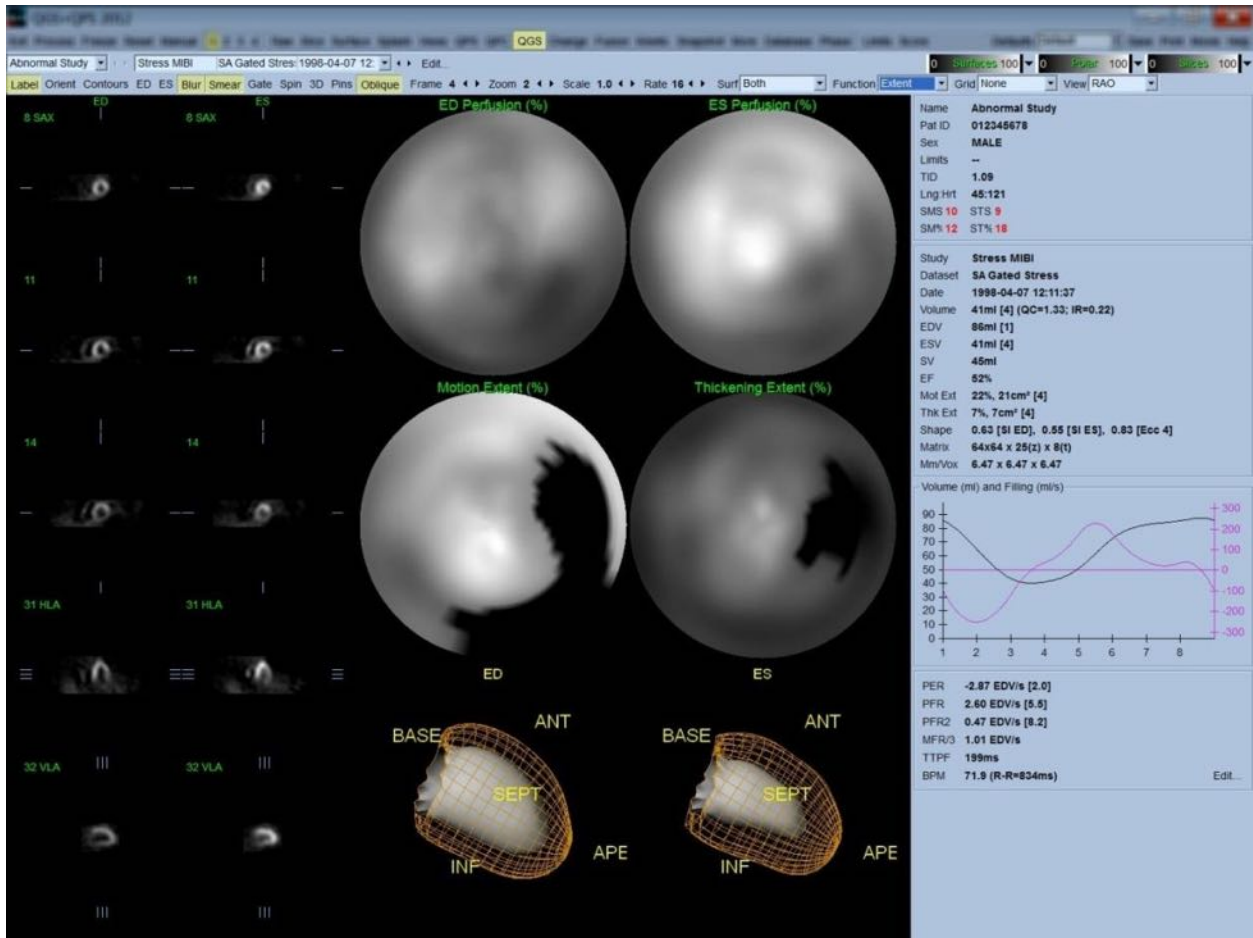 QGS+QPS 2012
QGS
Abnormal Study Stress MIBI SA Gated Stres: 1998-04-07 12: Edit...
0 Surfaces 100 0 Polar 100 0 Slices 100
Label Orient Contours ED ES Blur Smear Gate Spin 3D Pins Oblique Frame 4 Zoom 2 Scale 1.0 Rate 16 Surf Both Function Extent Grid None View RAO
ED ES
8 SAX 8 SAX
11 11
14 14
31 HLA 31 HLA
32 VLA 32 VLA
ED Perfusion (%) ES Perfusion (%)
Motion Extent (%) Thickening Extent (%)
ED ES
BASE ANT BASE ANT
SEPT SEPT
INF APE INF APE
Name Abnormal Study
Pat ID 012345678
Sex MALE
Limits --
TID 1.09
Lng:Hrt 45:121
SMS 10 STS 9
SM% 12 ST% 18
Study Stress MIBI
Dataset SA Gated Stress
Date 1998-04-07 12:11:37
Volume 41ml [4] (QC=1.33; IR=0.22)
EDV 86ml [1]
ESV 41ml [4]
SV 45ml
EF 52%
Mot Ext 22%, 21cm² [4]
Thk Ext 7%, 7cm² [4]
Shape 0.63 [SI ED], 0.55 [SI ES], 0.83 [Ecc 4]
Matrix 64x64 x 25(z) x 8(t)
Mm/Vox 6.47 x 6.47 x 6.47
Volume (ml) and Filling (ml/s)
90 300
80 200
70
60 100
50 0
40
30 -100
20 -200
10
0 -300
1 2 3 4 5 6 7 8
PER -2.87 EDV/s [2.0]
PFR 2.60 EDV/s [5.5]
PFR2 0.47 EDV/s [8.2]
MFR/3 1.01 EDV/s
TTPF 199ms
BPM 71.9 (R-R=834ms) Edit...